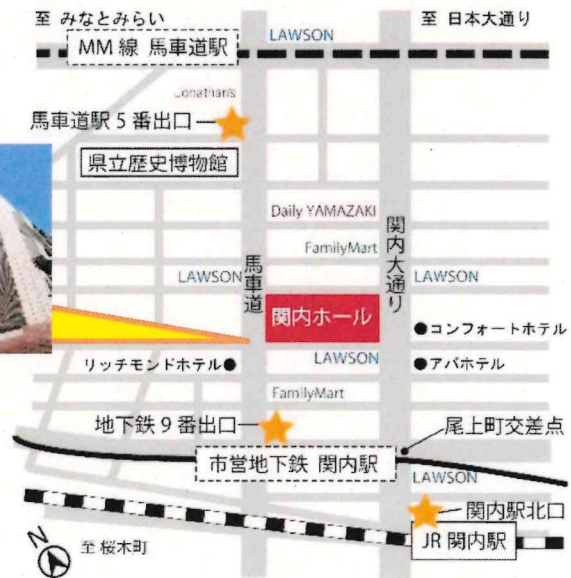 至 みなとみらい
至 日本大通り
MM線 馬車道駅
LAWSON
Jonathan's
馬車道駅5番出口
県立歴史博物館
Daily YAMAZAKI
関内大通り
FamilyMart
馬車道
LAWSON
LAWSON
関内ホール
コンフォートホテル
リッチモンドホテル
LAWSON
アパホテル
FamilyMart
地下鉄9番出口
尾上町交差点
市営地下鉄 関内駅
LAWSON
関内駅北口
N
至 桜木町
JR 関内駅